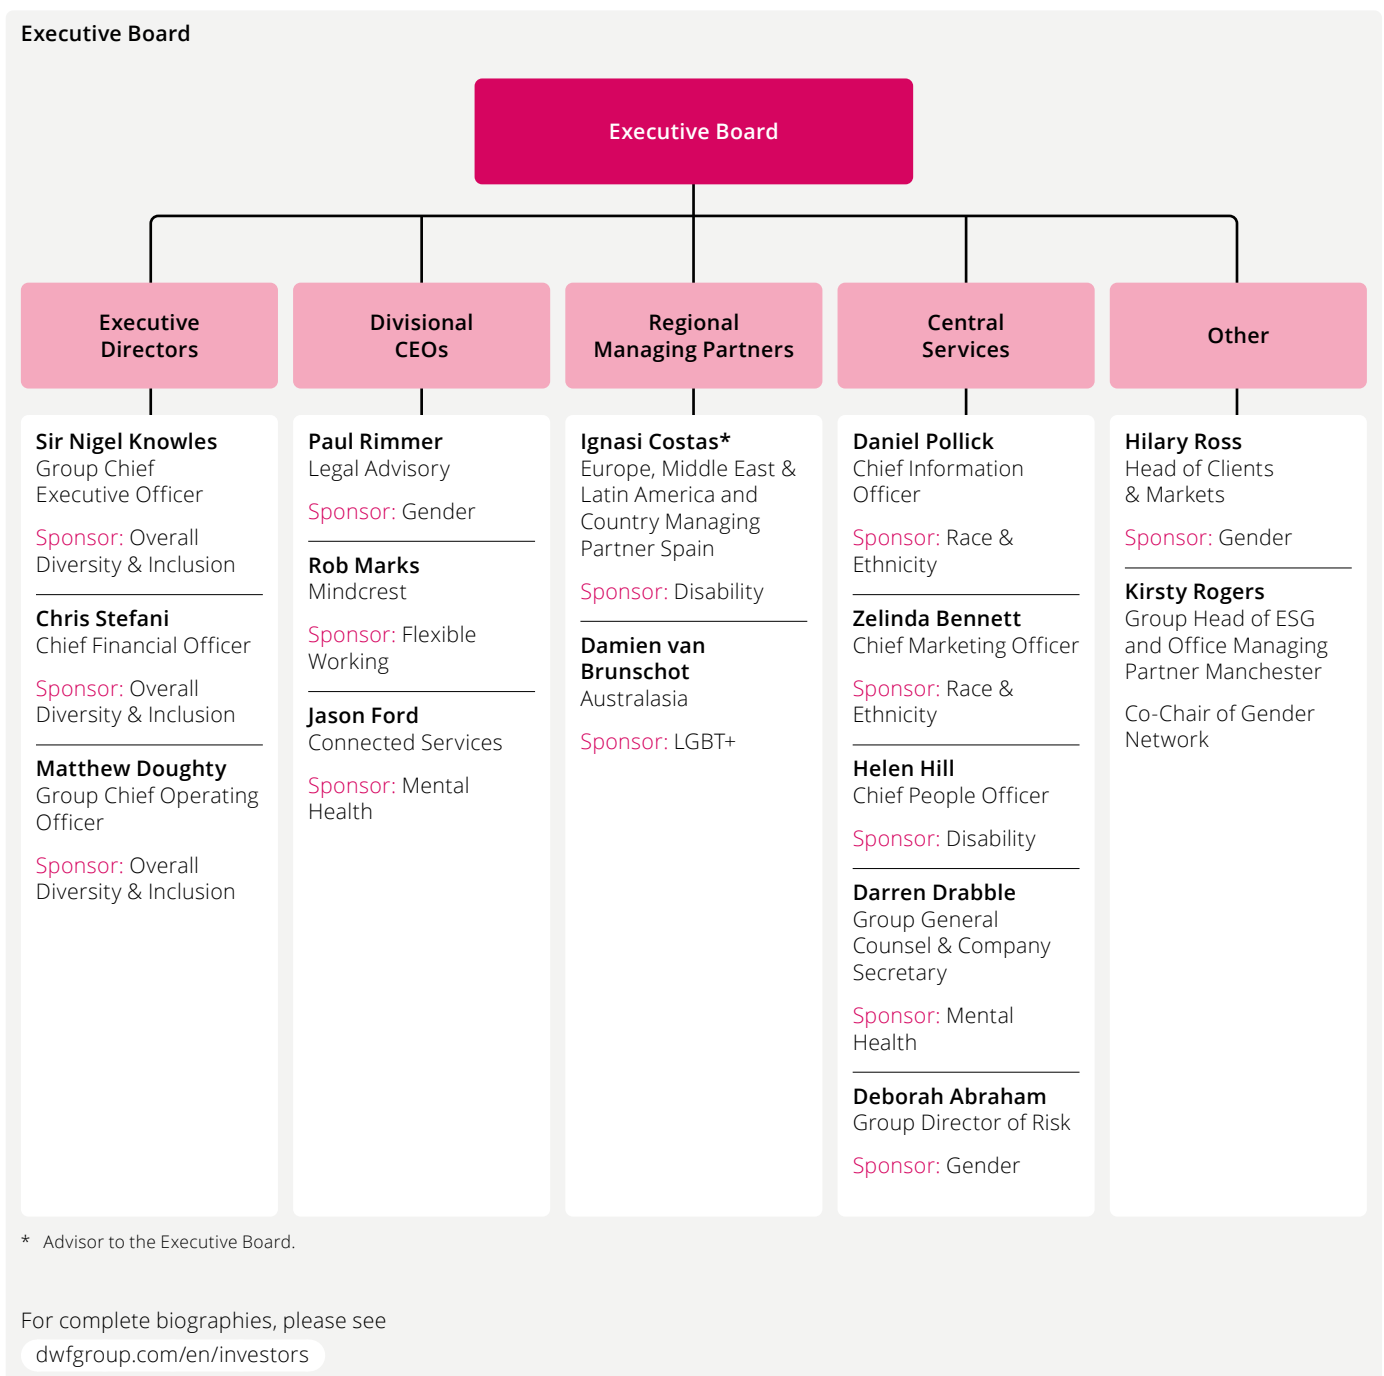 Executive Board
Executive Board
Executive
Directors
Sir Nigel Knowles
Group Chief
Executive Officer
Sponsor: Overall
Diversity & Inclusion
Chris Stefani
Chief Financial Officer
Sponsor: Overall
Diversity & Inclusion
Matthew Doughty
Group Chief Operating
Officer
Sponsor: Overall
Diversity & Inclusion
Divisional
CEOs
Paul Rimmer
Legal Advisory
Sponsor: Gender
Rob Marks
Mindcrest
Sponsor: Flexible
Working
Jason Ford
Connected Services
Sponsor: Mental
Health
Regional
Managing Partners
Ignasi Costas*
Europe, Middle East &
Latin America and
Country Managing
Partner Spain
Sponsor: Disability
Damien van
Brunschot
Australasia
Sponsor: LGBT+
Central
Services
Daniel Pollick
Chief Information
Officer
Sponsor: Race &
Ethnicity
Zelinda Bennett
Chief Marketing Officer
Sponsor: Race &
Ethnicity
Helen Hill
Chief People Officer
Sponsor: Disability
Darren Drabble
Group General
Counsel & Company
Secretary
Sponsor: Mental
Health
Deborah Abraham
Group Director of Risk
Sponsor: Gender
Other
Hilary Ross
Head of Clients
& Markets
Sponsor: Gender
Kirsty Rogers
Group Head of ESG
and Office Managing
Partner Manchester
Co-Chair of Gender
Network
* Advisor to the Executive Board.
For complete biographies, please see
dwfgroup.com/en/investors